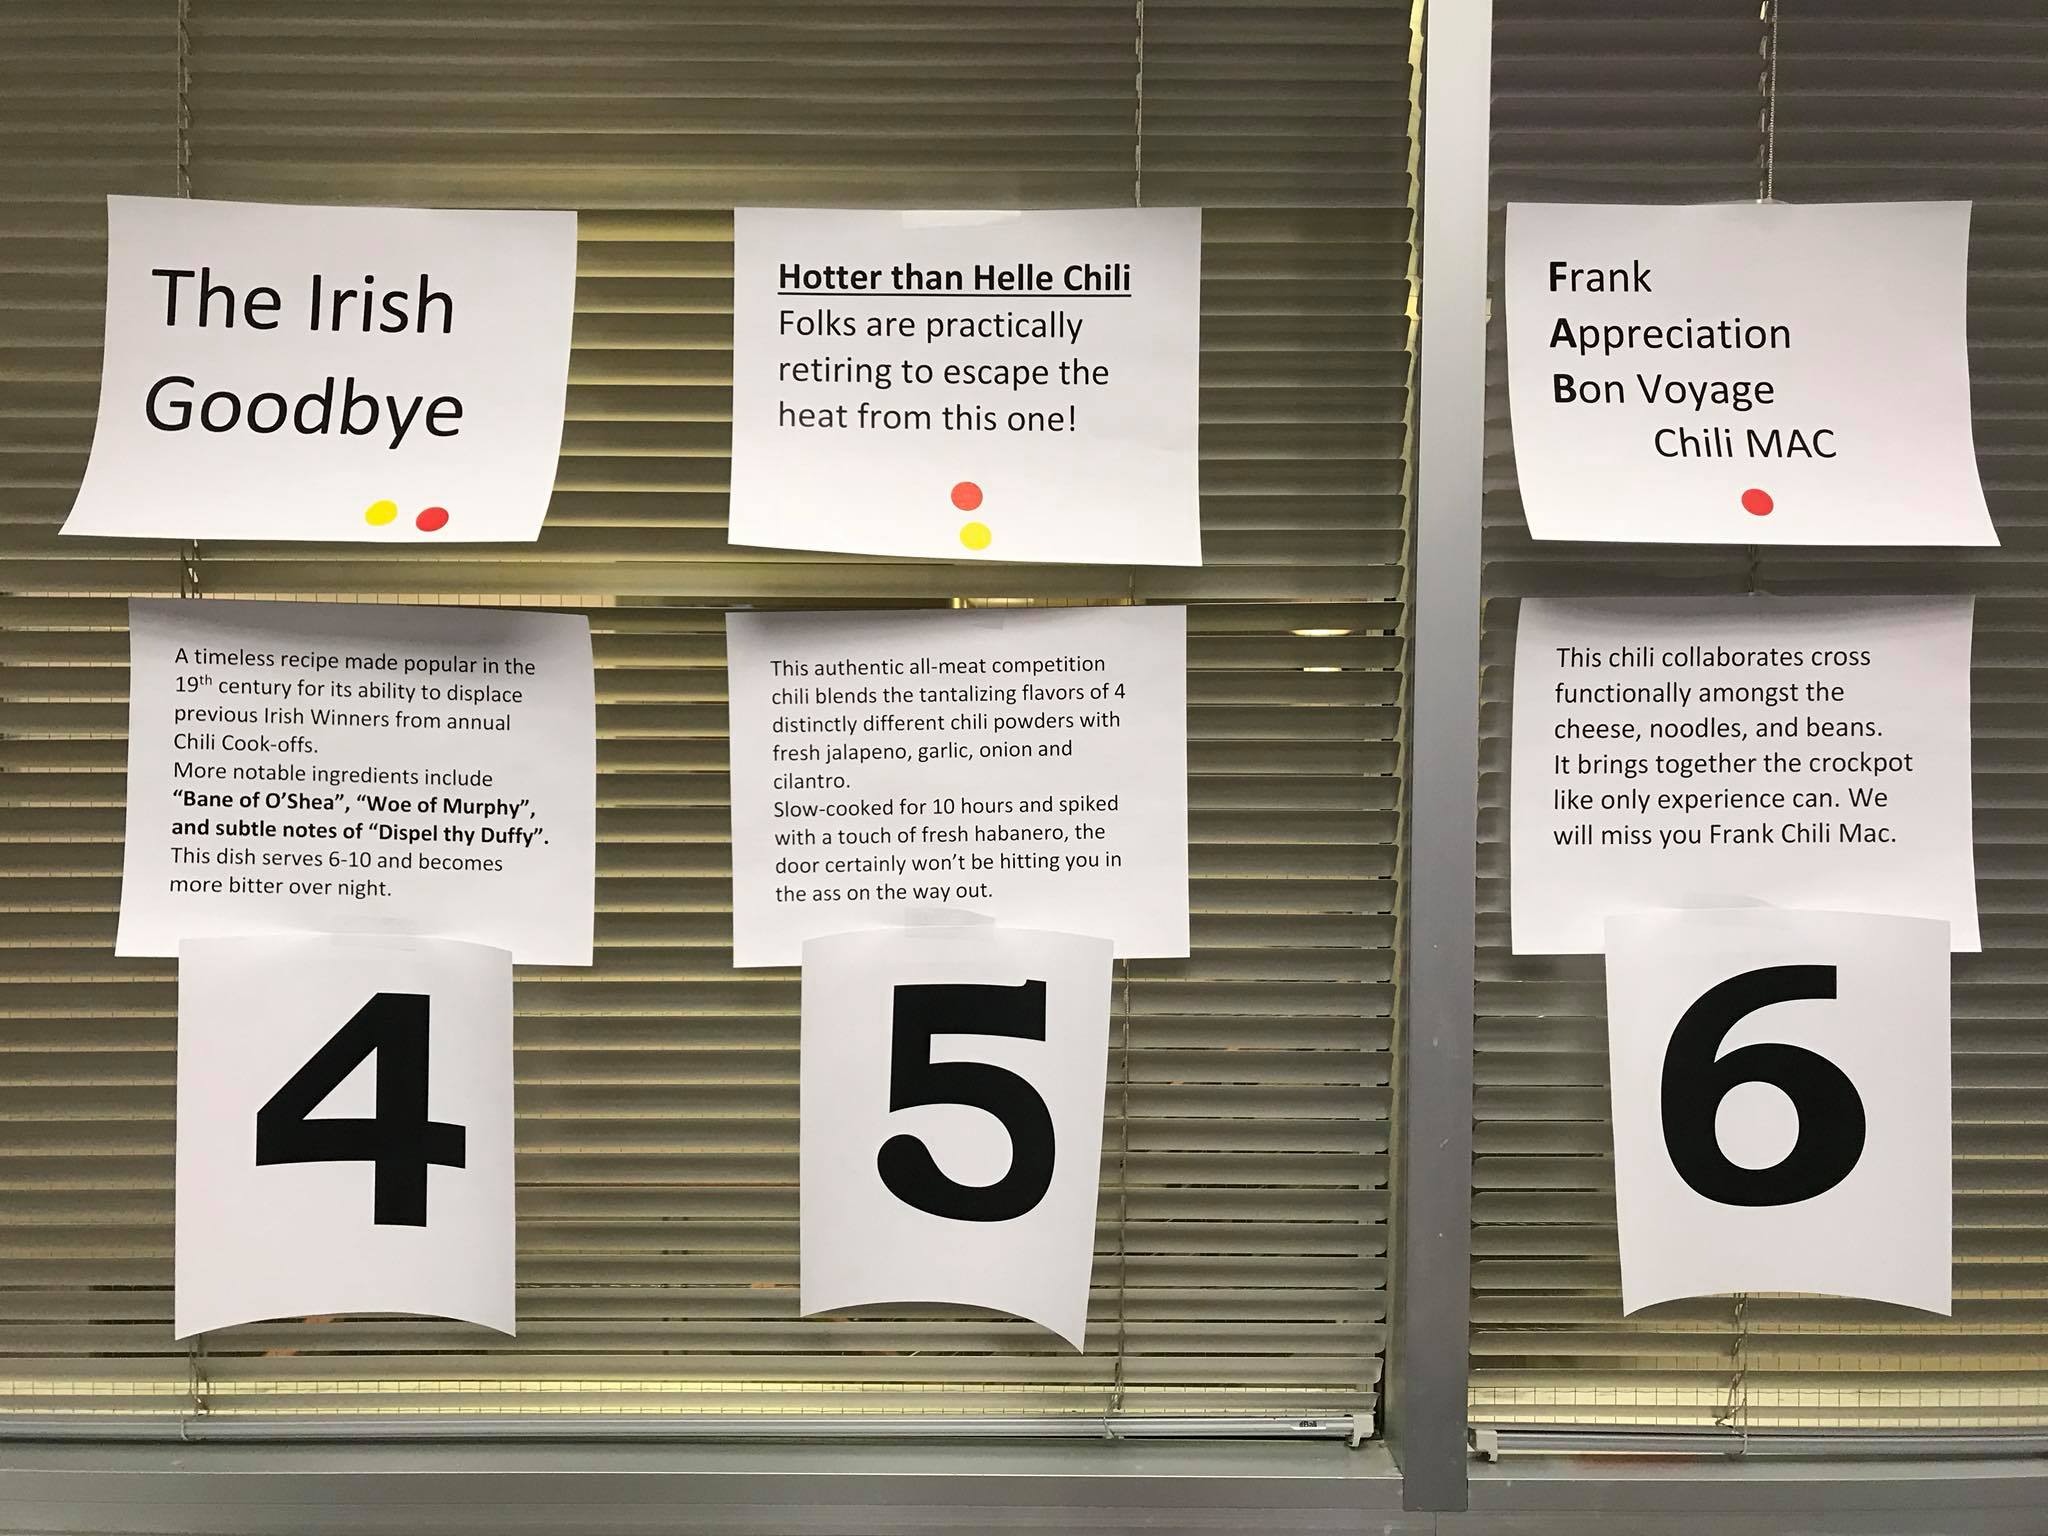 The Irish
Goodbye
A timeless recipe made popular in the
19th century for its ability to displace
previous Irish Winners from annual
Chili Cook-offs.
More notable ingredients include
“Bane of O’Shea”, “Woe of Murphy”,
and subtle notes of “Dispel thy Duffy”.
This dish serves 6-10 and becomes
more bitter over night.
4
Hotter than Helle Chili
Folks are practically
retiring to escape the
heat from this one!
This authentic all-meat competition
chili blends the tantalizing flavors of 4
distinctly different chili powders with
fresh jalapeno, garlic, onion and
cilantro.
Slow-cooked for 10 hours and spiked
with a touch of fresh habanero, the
door certainly won’t be hitting you in
the ass on the way out.
5
Frank
Appreciation
Bon Voyage
Chili MAC
This chili collaborates cross
functionally amongst the
cheese, noodles, and beans.
It brings together the crockpot
like only experience can. We
will miss you Frank Chili Mac.
6